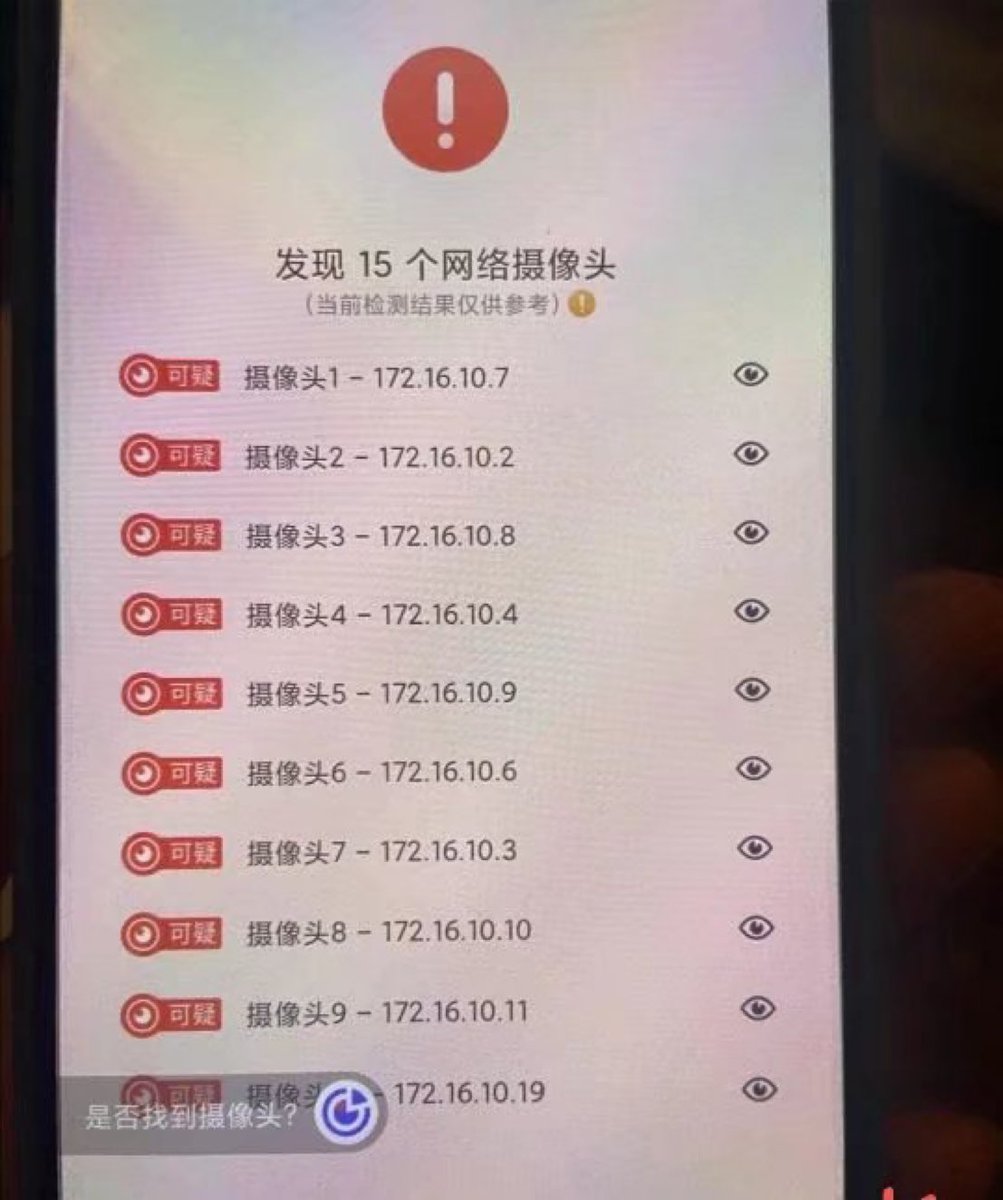 发现 15 个网络摄像头
(当前检测结果仅供参考)
可疑 摄像头1 – 172.16.10.7
可疑 摄像头2 – 172.16.10.2
可疑 摄像头3 – 172.16.10.8
可疑 摄像头4 – 172.16.10.4
可疑 摄像头5 – 172.16.10.9
可疑 摄像头6 – 172.16.10.6
可疑 摄像头7 – 172.16.10.3
可疑 摄像头8 – 172.16.10.10
可疑 摄像头9 – 172.16.10.11
可疑 摄像头 – 172.16.10.19
是否找到摄像头?